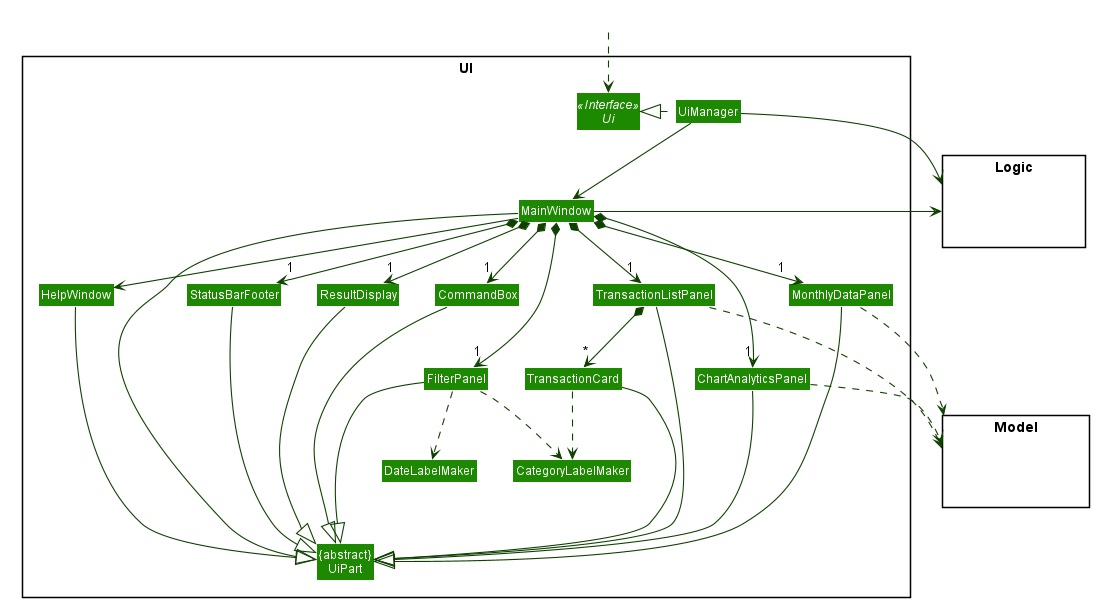 UI
«Interface»
Ui
UiManager
Logic
MainWindow
1
1
1
1
1
HelpWindow
StatusBarFooter
ResultDisplay
CommandBox
TransactionListPanel
MonthlyDataPanel
1
*
1
FilterPanel
TransactionCard
ChartAnalyticsPanel
Model
DateLabelMaker
CategoryLabelMaker
{abstract}
UiPart